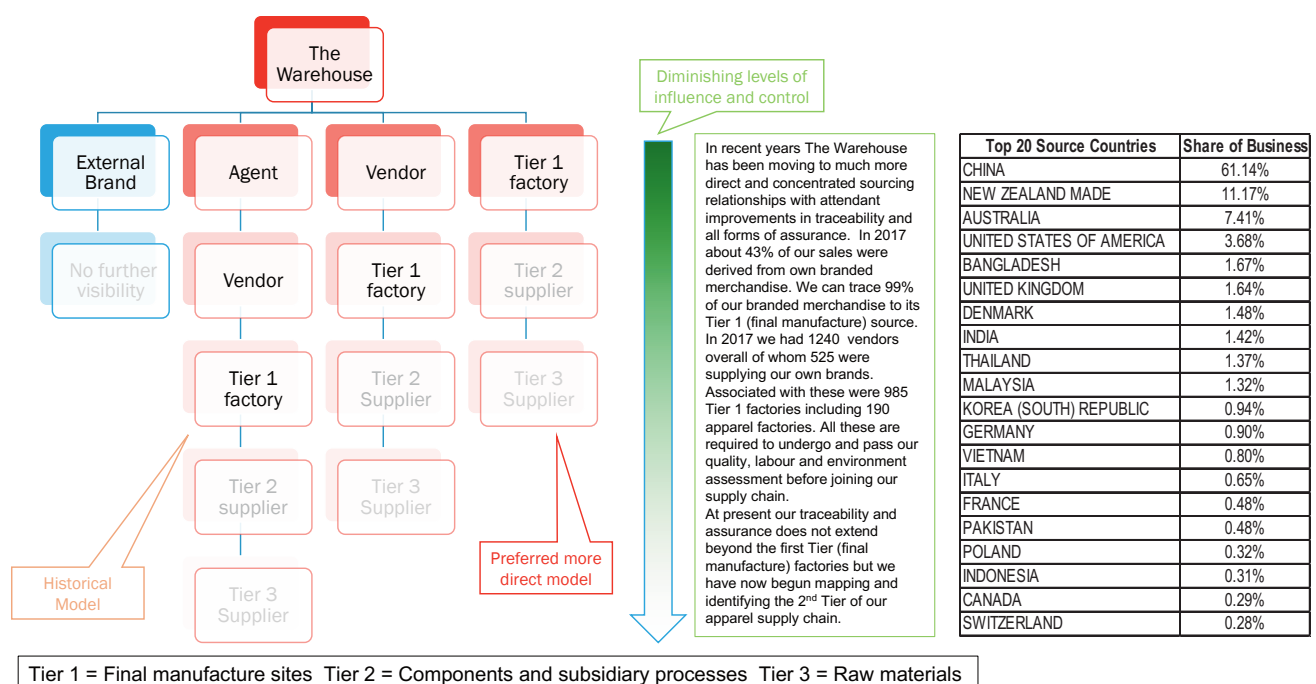 The
Warehouse
External
Brand
Agent
Vendor
Tier 1
factory
No further
visibility
Vendor
Tier 1
factory
Tier 2
supplier
Tier 1
factory
Tier 2
Supplier
Tier 3
Supplier
Tier 2
supplier
Tier 3
Supplier
Tier 3
Supplier
Historical
Model
Preferred more
direct model
Diminishing levels of
influence and control
In recent years The Warehouse
has been moving to much more
direct and concentrated sourcing
relationships with attendant
improvements in traceability and
all forms of assurance. In 2017
about 43% of our sales were
derived from own branded
merchandise. We can trace 99%
of our branded merchandise to its
Tier 1 (final manufacture) source.
In 2017 we had 1240 vendors
overall of whom 525 were
supplying our own brands.
Associated with these were 985
Tier 1 factories including 190
apparel factories. All these are
required to undergo and pass our
quality, labour and environment
assessment before joining our
supply chain.
At present our traceability and
assurance does not extend
beyond the first Tier (final
manufacture) factories but we
have now begun mapping and
identifying the 2nd Tier of our
apparel supply chain.
Top 20 Source Countries Share of Business
CHINA 61.14%
NEW ZEALAND MADE 11.17%
AUSTRALIA 7.41%
UNITED STATES OF AMERICA 3.68%
BANGLADESH 1.67%
UNITED KINGDOM 1.64%
DENMARK 1.48%
INDIA 1.42%
THAILAND 1.37%
MALAYSIA 1.32%
KOREA (SOUTH) REPUBLIC 0.94%
GERMANY 0.90%
VIETNAM 0.80%
ITALY 0.65%
FRANCE 0.48%
PAKISTAN 0.48%
POLAND 0.32%
INDONESIA 0.31%
CANADA 0.29%
SWITZERLAND 0.28%
Tier 1 = Final manufacture sites Tier 2 = Components and subsidiary processes Tier 3 = Raw materials